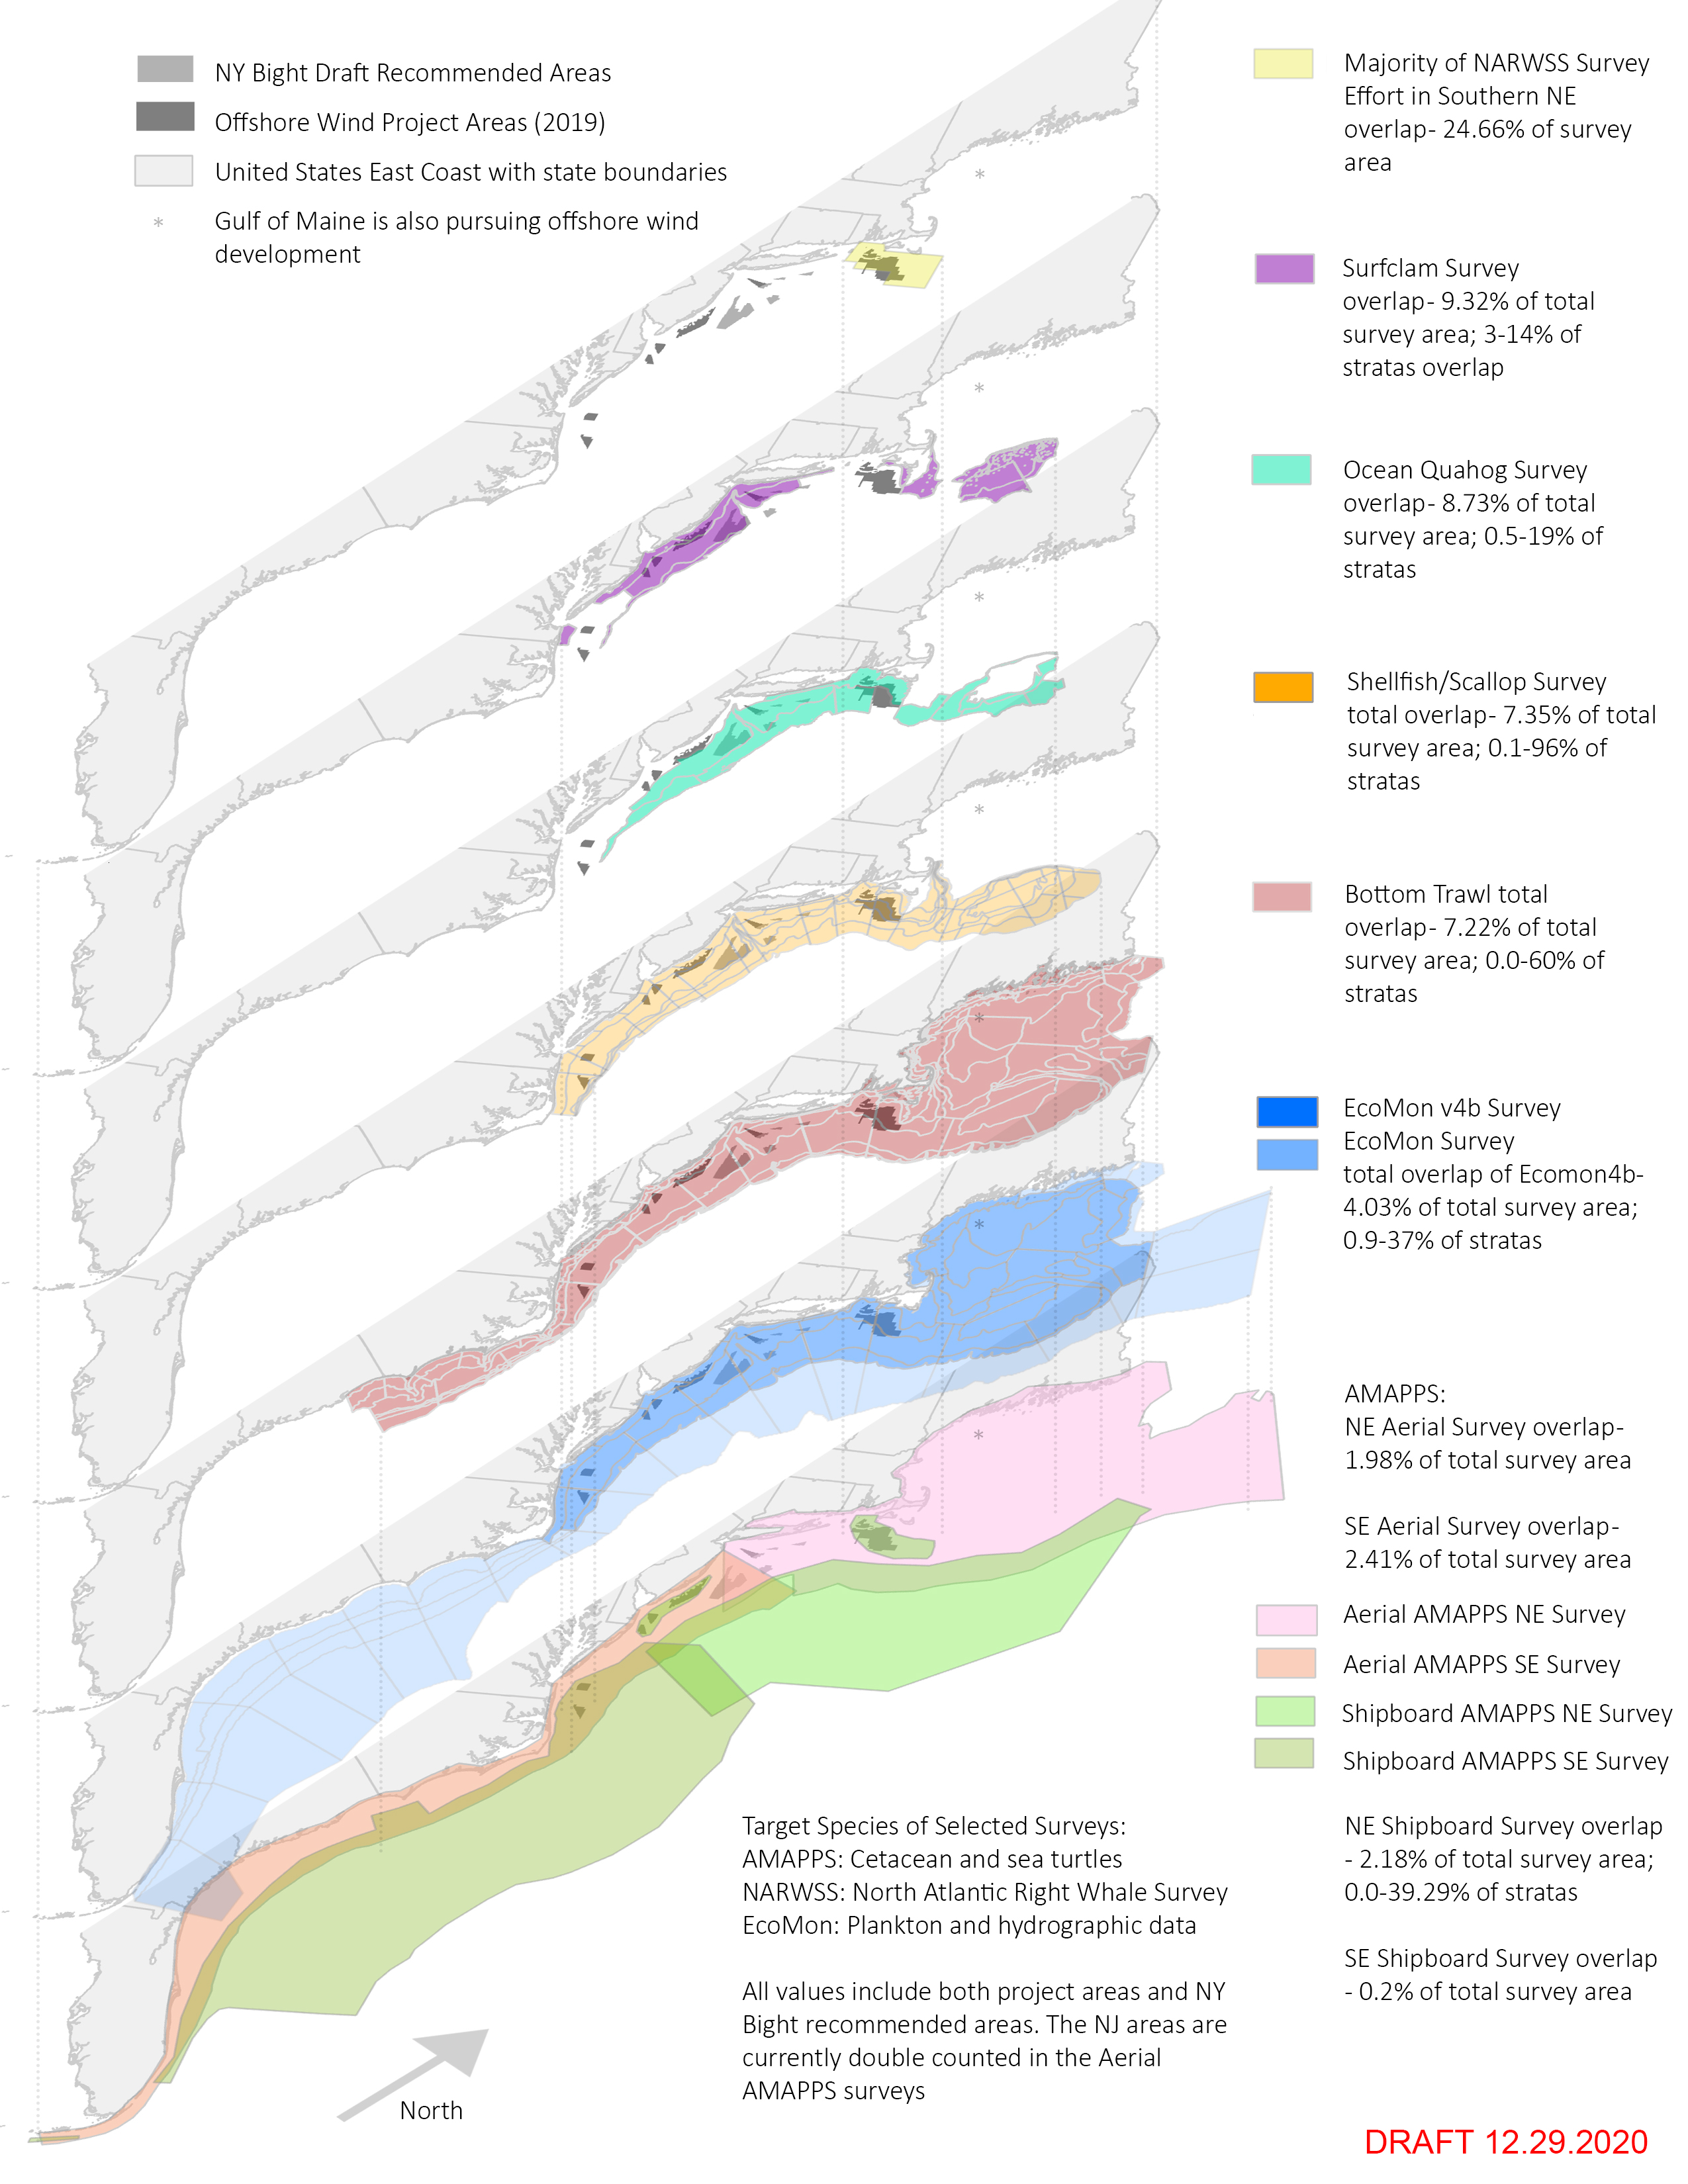 NY Bight Draft Recommended Areas
Offshore Wind Project Areas (2019)
United States East Coast with state boundaries
* Gulf of Maine is also pursuing offshore wind
development
Majority of NARWSS Survey
Effort in Southern NE
overlap- 24.66% of survey
area
Surfclam Survey
overlap- 9.32% of total
survey area; 3-14% of
stratas overlap
Ocean Quahog Survey
overlap- 8.73% of total
survey area; 0.5-19% of
stratas
Shellfish/Scallop Survey
total overlap- 7.35% of total
survey area; 0.1-96% of
stratas
Bottom Trawl total
overlap- 7.22% of total
survey area; 0.0-60% of
stratas
EcoMon v4b Survey
EcoMon Survey
total overlap of Ecomon4b-
4.03% of total survey area;
0.9-37% of stratas
AMAPPS:
NE Aerial Survey overlap-
1.98% of total survey area
SE Aerial Survey overlap-
2.41% of total survey area
Aerial AMAPPS NE Survey
Aerial AMAPPS SE Survey
Shipboard AMAPPS NE Survey
Shipboard AMAPPS SE Survey
NE Shipboard Survey overlap
- 2.18% of total survey area;
0.0-39.29% of stratas
SE Shipboard Survey overlap
- 0.2% of total survey area
Target Species of Selected Surveys:
AMAPPS: Cetacean and sea turtles
NARWSS: North Atlantic Right Whale Survey
EcoMon: Plankton and hydrographic data
All values include both project areas and NY
Bight recommended areas. The NJ areas are
currently double counted in the Aerial
AMAPPS surveys
North
DRAFT 12.29.2020